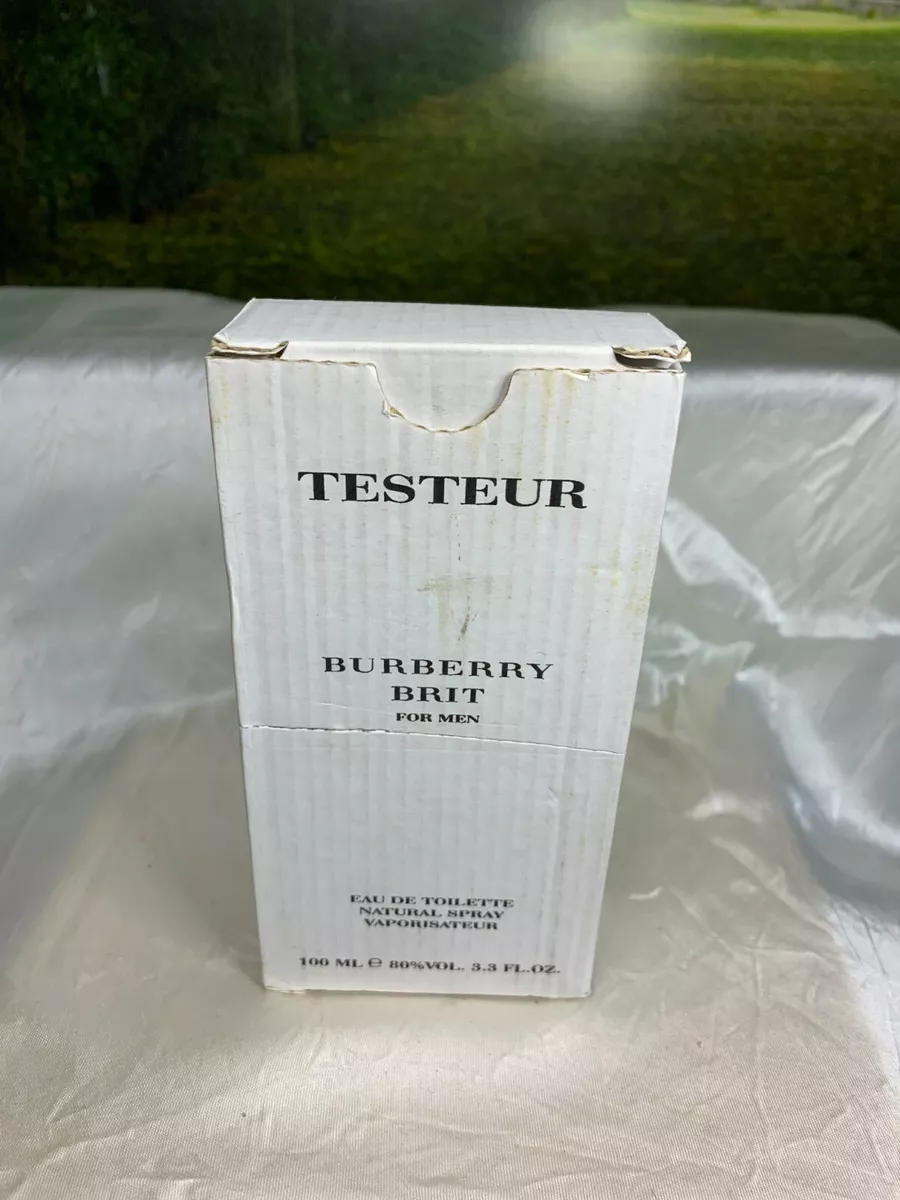 TESTEUR
BURBERRY
BRIT
FOR MEN
EAU DE TOILETTE
NATURAL SPRAY
VAPORISATEUR
100 ML ℮ 80%VOL. 3.3 FL.OZ.